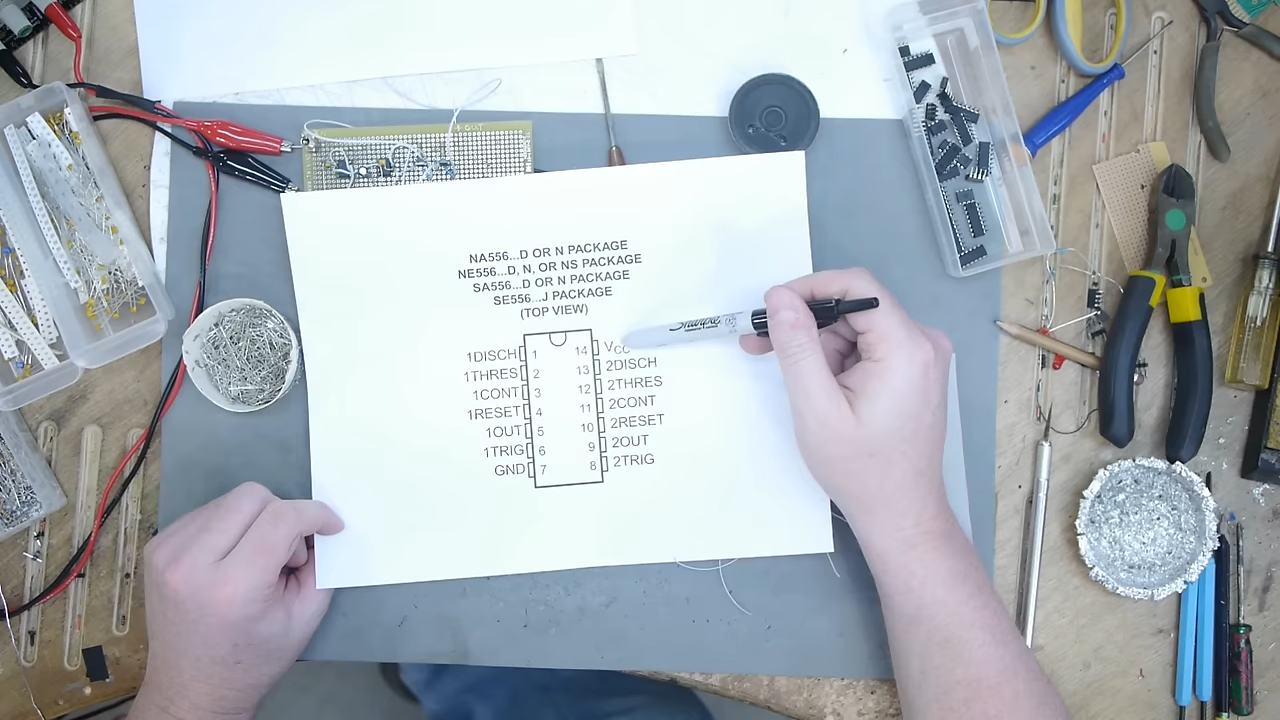 NA556...D OR N PACKAGE
NE556...D, N, OR NS PACKAGE
SA556...D OR N PACKAGE
SE556...J PACKAGE
(TOP VIEW)
1DISCH 1 14 VCC
1THRES 2 13 2DISCH
1CONT 3 12 2THRES
1RESET 4 11 2CONT
1OUT 5 10 2RESET
1TRIG 6 9 2OUT
GND 7 8 2TRIG
Sharpie
OUT